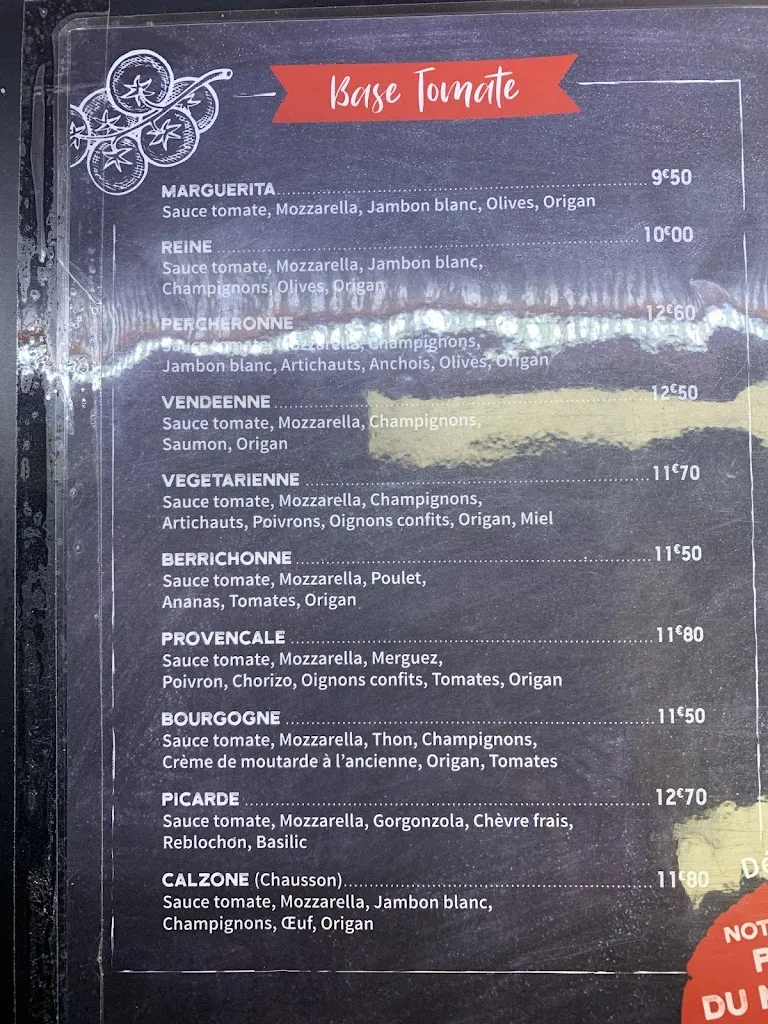 Base Tomate
MARGUERITA 9€50
Sauce tomate, Mozzarella, Jambon blanc, Olives, Origan
REINE 10€00
Sauce tomate, Mozzarella, Jambon blanc,
Champignons, Olives, Origan
PERCHERONNE 12€60
Sauce tomate, Mozzarella, Champignons,
Jambon blanc, Artichauts, Anchois, Olives, Origan
VENDEENNE 12€50
Sauce tomate, Mozzarella, Champignons,
Saumon, Origan
VEGETARIENNE 11€70
Sauce tomate, Mozzarella, Champignons,
Artichauts, Poivrons, Oignons confits, Origan, Miel
BERRICHONNE 11€50
Sauce tomate, Mozzarella, Poulet,
Ananas, Tomates, Origan
PROVENCALE 11€80
Sauce tomate, Mozzarella, Merguez,
Poivron, Chorizo, Oignons confits, Tomates, Origan
BOURGOGNE 11€50
Sauce tomate, Mozzarella, Thon, Champignons,
Crème de moutarde à l'ancienne, Origan, Tomates
PICARDE 12€70
Sauce tomate, Mozzarella, Gorgonzola, Chèvre frais,
Reblochon, Basilic
CALZONE (Chausson) 11€80
Sauce tomate, Mozzarella, Jambon blanc,
Champignons, Œuf, Origan
DU